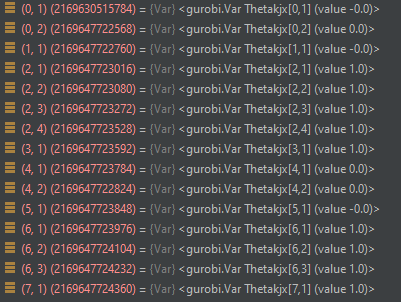 (0, 1) (2169630515784) = {Var} <gurobi.Var Thetakjx[0,1] (value -0.0)>
(0, 2) (2169647722568) = {Var} <gurobi.Var Thetakjx[0,2] (value 0.0)>
(1, 1) (2169647722760) = {Var} <gurobi.Var Thetakjx[1,1] (value -0.0)>
(2, 1) (2169647723016) = {Var} <gurobi.Var Thetakjx[2,1] (value 1.0)>
(2, 2) (2169647723080) = {Var} <gurobi.Var Thetakjx[2,2] (value 1.0)>
(2, 3) (2169647723272) = {Var} <gurobi.Var Thetakjx[2,3] (value 1.0)>
(2, 4) (2169647723528) = {Var} <gurobi.Var Thetakjx[2,4] (value 1.0)>
(3, 1) (2169647723592) = {Var} <gurobi.Var Thetakjx[3,1] (value 0.0)>
(4, 1) (2169647723784) = {Var} <gurobi.Var Thetakjx[4,1] (value 0.0)>
(4, 2) (2169647722824) = {Var} <gurobi.Var Thetakjx[4,2] (value 0.0)>
(5, 1) (2169647723848) = {Var} <gurobi.Var Thetakjx[5,1] (value -0.0)>
(6, 1) (2169647723976) = {Var} <gurobi.Var Thetakjx[6,1] (value 1.0)>
(6, 2) (2169647724104) = {Var} <gurobi.Var Thetakjx[6,2] (value 1.0)>
(6, 3) (2169647724232) = {Var} <gurobi.Var Thetakjx[6,3] (value 1.0)>
(7, 1) (2169647724360) = {Var} <gurobi.Var Thetakjx[7,1] (value 1.0)>